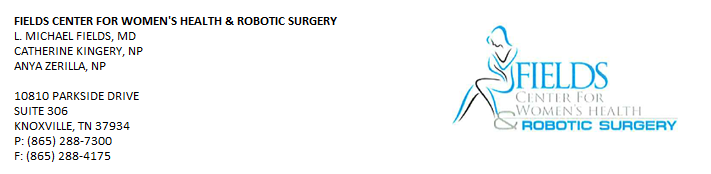 FIELDS CENTER FOR WOMEN'S HEALTH & ROBOTIC SURGERY
L. MICHAEL FIELDS, MD
CATHERINE KINGERY, NP
ANYA ZERILLA, NP
10810 PARKSIDE DRIVE
SUITE 306
KNOXVILLE, TN 37934
P: (865) 288-7300
F: (865) 288-4175
FIELDS
CENTER FOR
WOMEN'S HEALTH
& ROBOTIC SURGERY